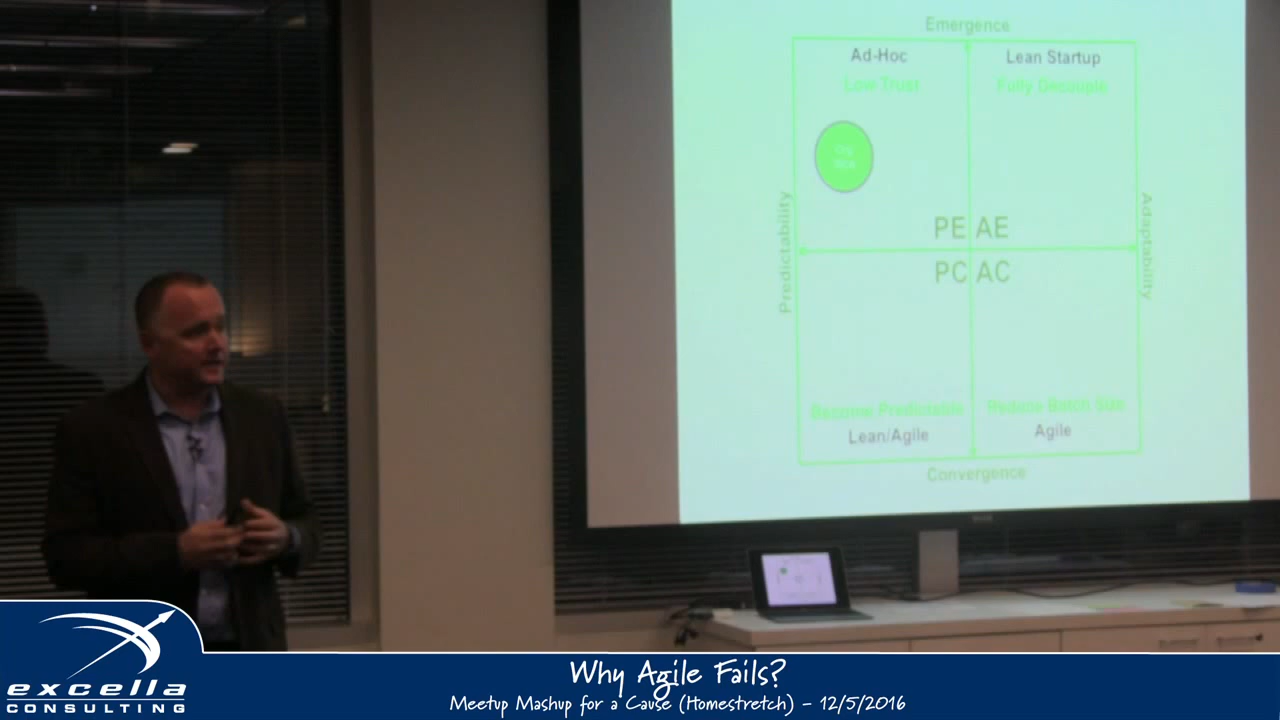 Emergence
Ad-Hoc
Lean Startup
Low Trust
Fully Decouple
Predictability
Adaptability
PE AE
PC AC
Become Predictable
Reduce Batch Size
Lean/Agile
Agile
Convergence
excella
CONSULTING
Why Agile Fails?
Meetup Mashup for a Cause (Homestretch) - 12/5/2016